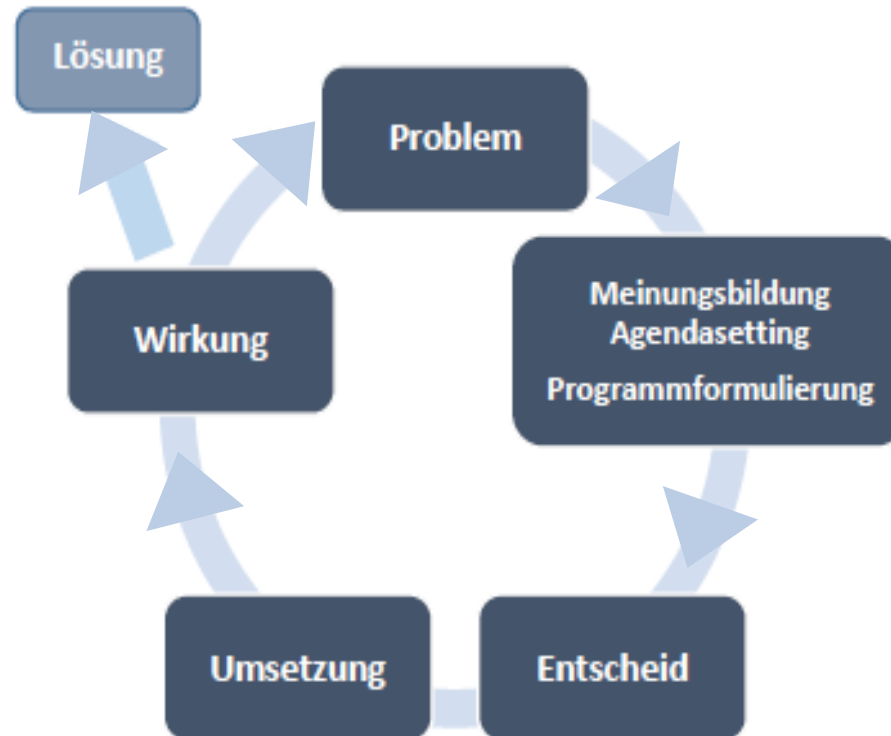 Lösung
Problem
Meinungsbildung
Agendasetting
Programmformulierung
Wirkung
Umsetzung
Entscheid